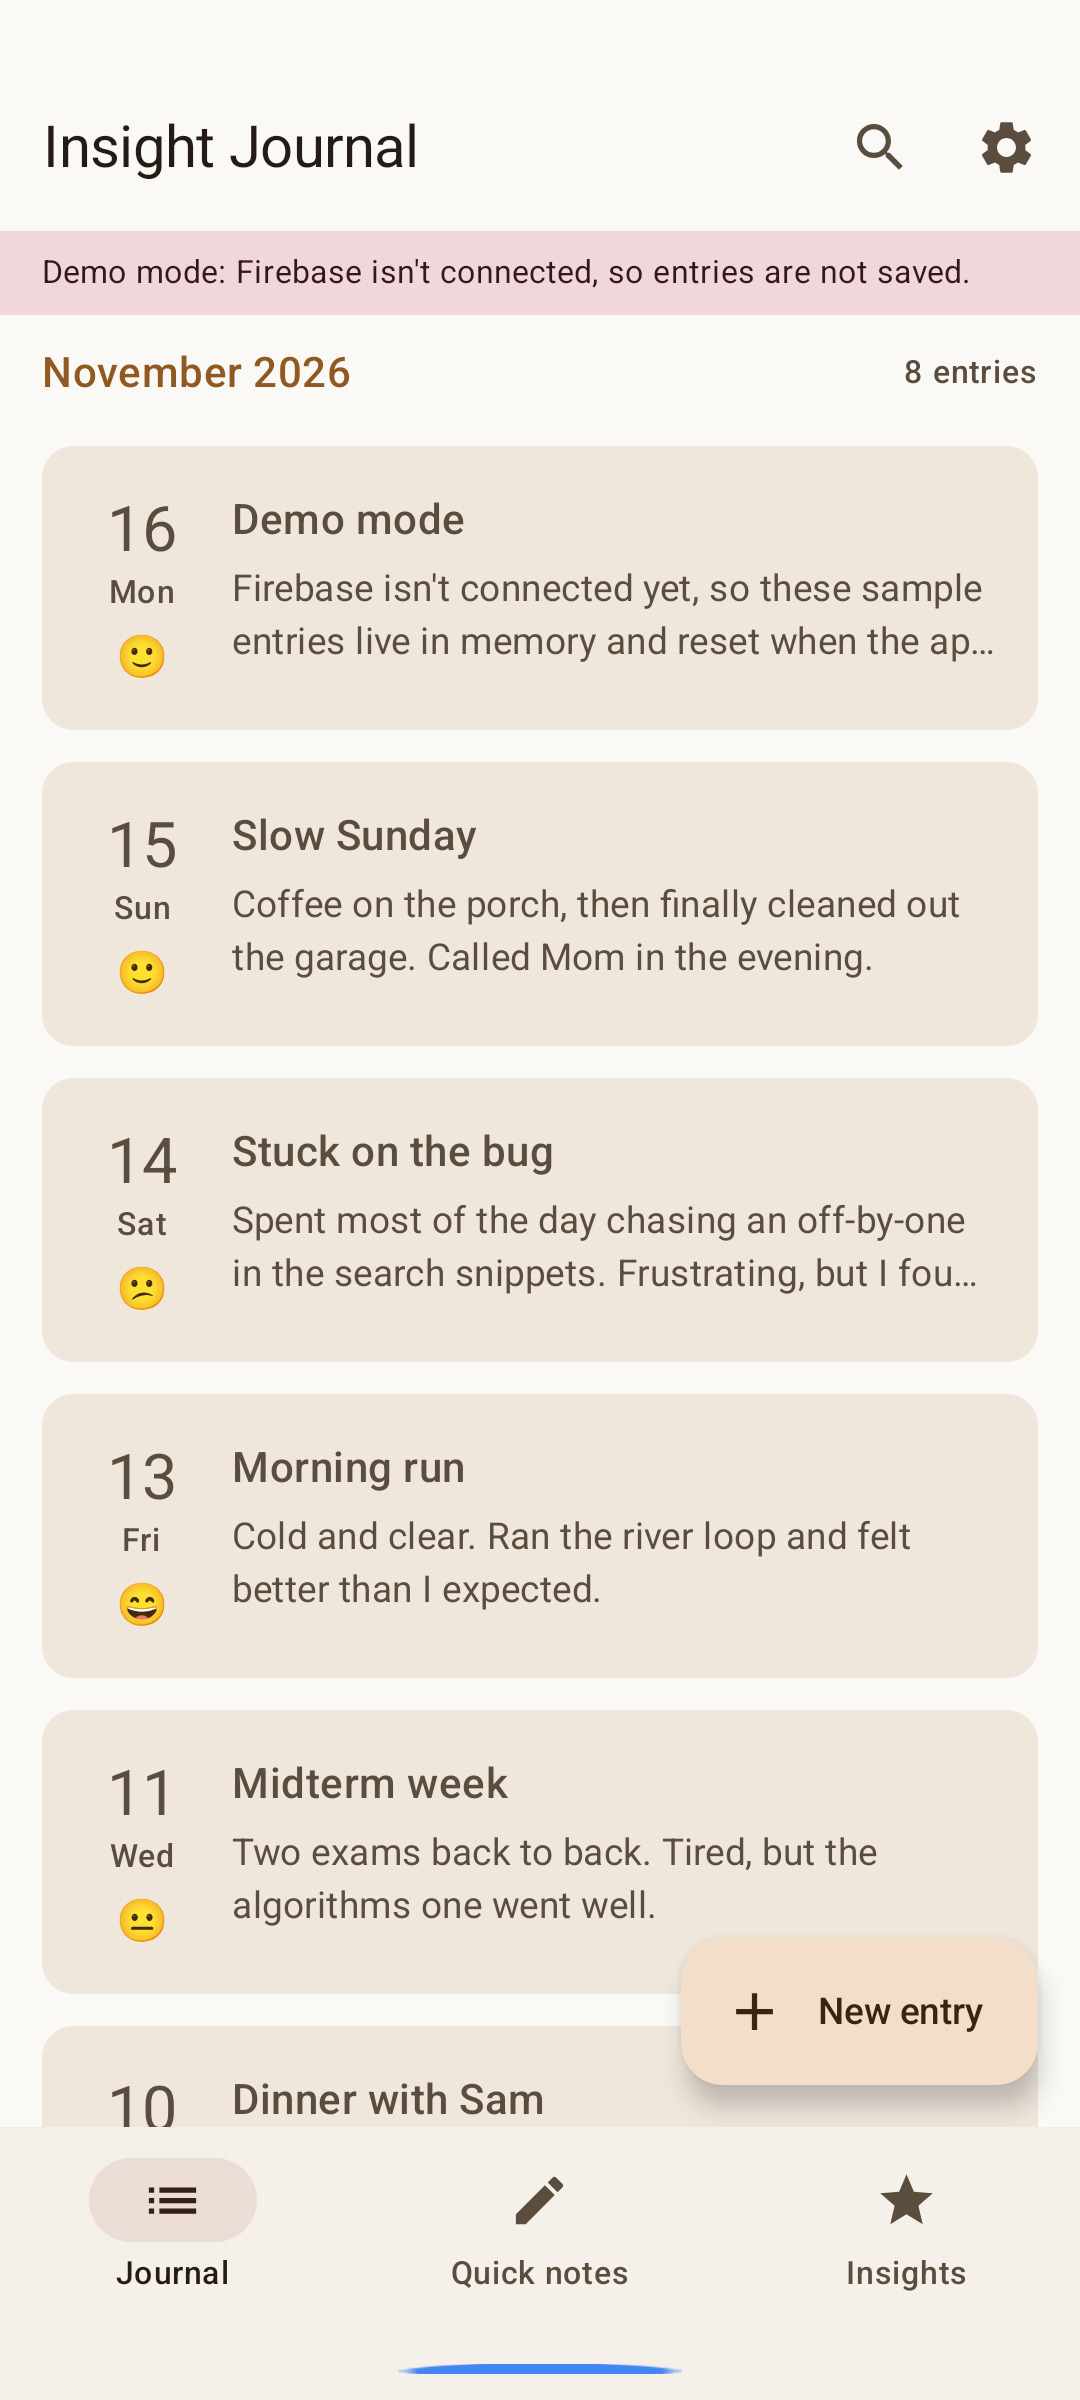 Insight Journal
Demo mode: Firebase isn't connected, so entries are not saved.
November 2026
8 entries
16
Mon
Demo mode
Firebase isn't connected yet, so these sample
entries live in memory and reset when the ap...
15
Sun
Slow Sunday
Coffee on the porch, then finally cleaned out
the garage. Called Mom in the evening.
14
Sat
Stuck on the bug
Spent most of the day chasing an off-by-one
in the search snippets. Frustrating, but I fou...
13
Fri
Morning run
Cold and clear. Ran the river loop and felt
better than I expected.
11
Wed
Midterm week
Two exams back to back. Tired, but the
algorithms one went well.
10
Dinner with Sam
New entry
Journal
Quick notes
Insights